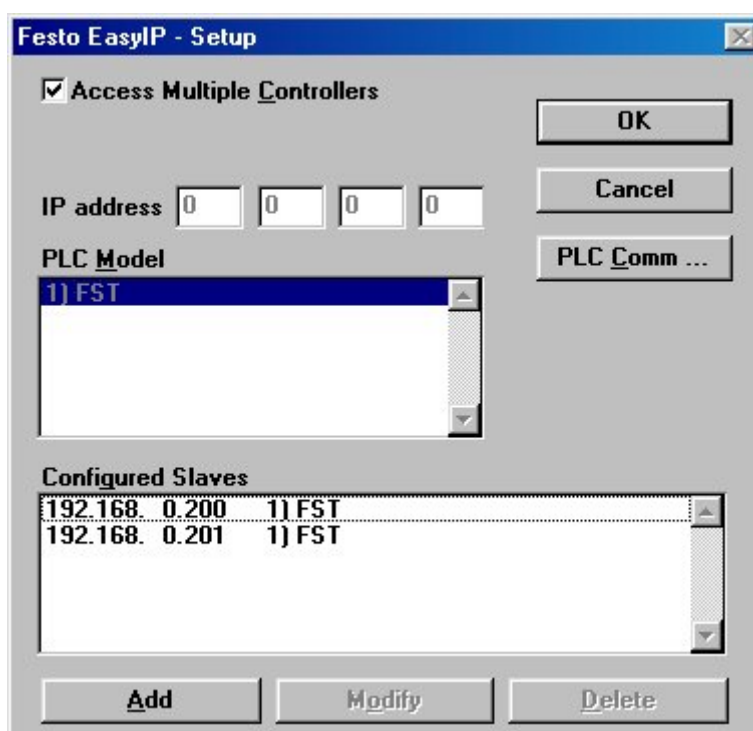 Festo EasyIP - Setup
Access Multiple Controllers
OK
Cancel
IP address 0 0 0 0
PLC Model
PLC Comm ...
1) FST
Configured Slaves
192.168. 0.200 1) FST
192.168. 0.201 1) FST
Add Modify Delete